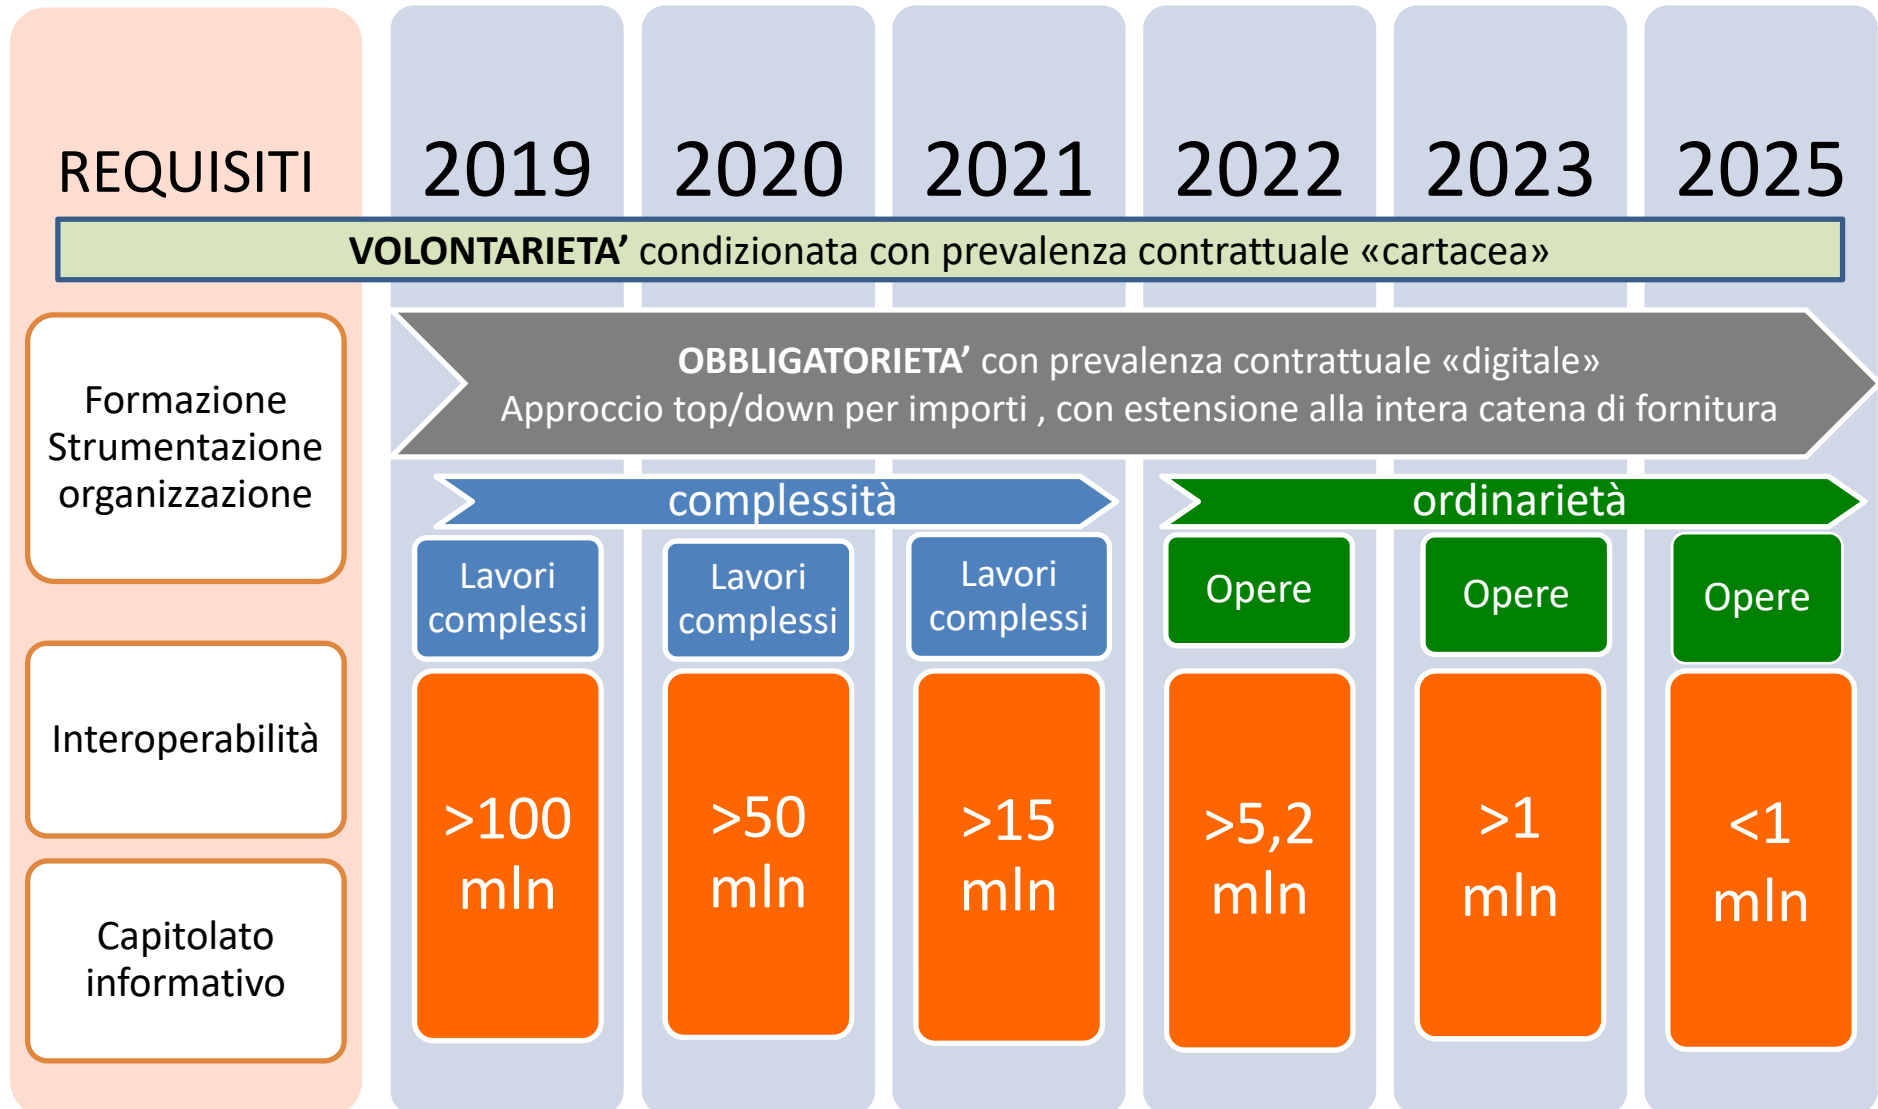 REQUISITI
2019
2020
2021
2022
2023
2025
VOLONTARIETA’ condizionata con prevalenza contrattuale «cartacea»
OBBLIGATORIETA’ con prevalenza contrattuale «digitale»
Approccio top/down per importi , con estensione alla intera catena di fornitura
Formazione
Strumentazione
organizzazione
Interoperabilità
Capitolato
informativo
complessità
ordinarietà
Lavori
complessi
Lavori
complessi
Lavori
complessi
Opere
Opere
Opere
>100
mln
>50
mln
>15
mln
>5,2
mln
>1
mln
<1
mln